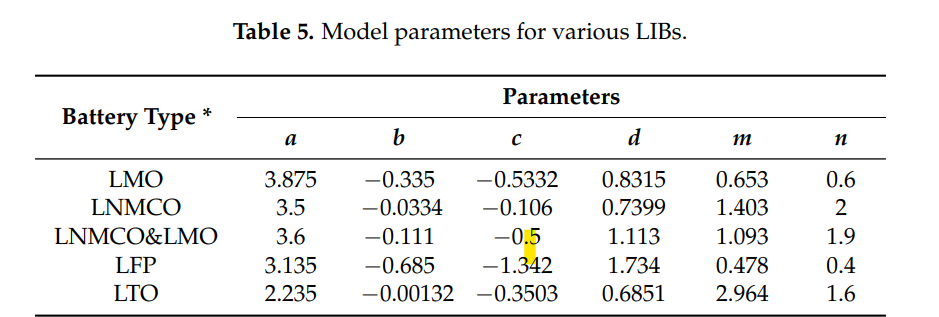 Table 5. Model parameters for various LIBs.
Battery Type * Parameters
a b c d m n
LMO 3.875 −0.335 −0.5332 0.8315 0.653 0.6
LNMCO 3.5 −0.0334 −0.106 0.7399 1.403 2
LNMCO&LMO 3.6 −0.111 −0.5 1.113 1.093 1.9
LFP 3.135 −0.685 −1.342 1.734 0.478 0.4
LTO 2.235 −0.00132 −0.3503 0.6851 2.964 1.6